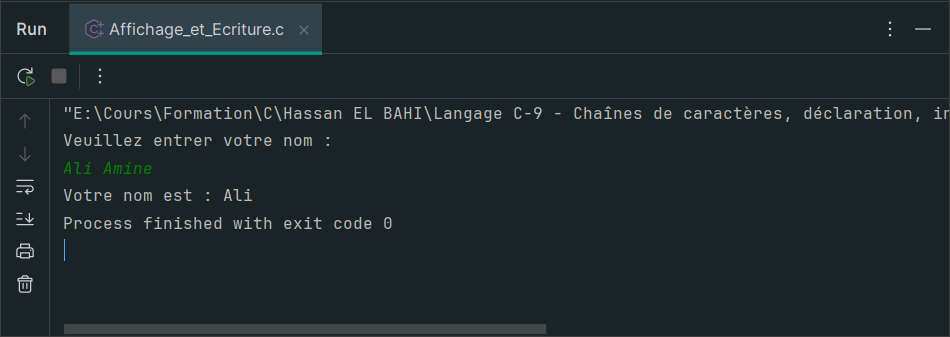 Run Affichage_et_Ecriture.c
"E:\Cours\Formation\C\Hassan EL BAHI\Langage C-9 - Chaînes de caractères, déclaration, in
Veuillez entrer votre nom :
Ali Amine
Votre nom est : Ali
Process finished with exit code 0